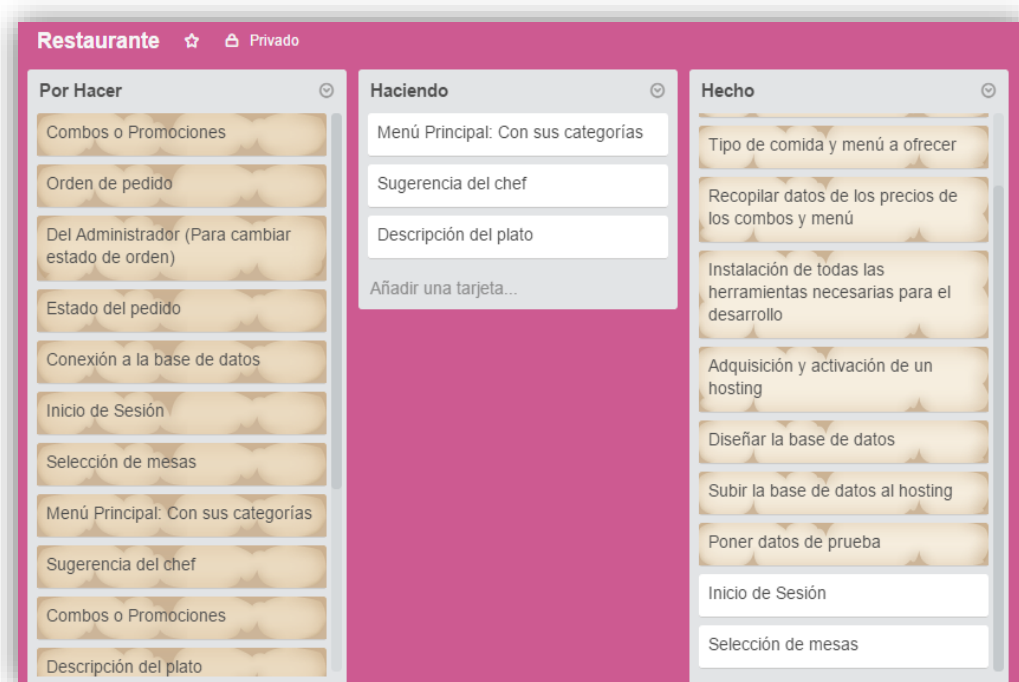 Restaurante Privado
Por Hacer
Combos o Promociones
Orden de pedido
Del Administrador (Para cambiar
estado de orden)
Estado del pedido
Conexión a la base de datos
Inicio de Sesión
Selección de mesas
Menú Principal: Con sus categorías
Sugerencia del chef
Combos o Promociones
Descripción del plato
Haciendo
Menú Principal: Con sus categorías
Sugerencia del chef
Descripción del plato
Añadir una tarjeta...
Hecho
Tipo de comida y menú a ofrecer
Recopilar datos de los precios de
los combos y menú
Instalación de todas las
herramientas necesarias para el
desarrollo
Adquisición y activación de un
hosting
Diseñar la base de datos
Subir la base de datos al hosting
Poner datos de prueba
Inicio de Sesión
Selección de mesas